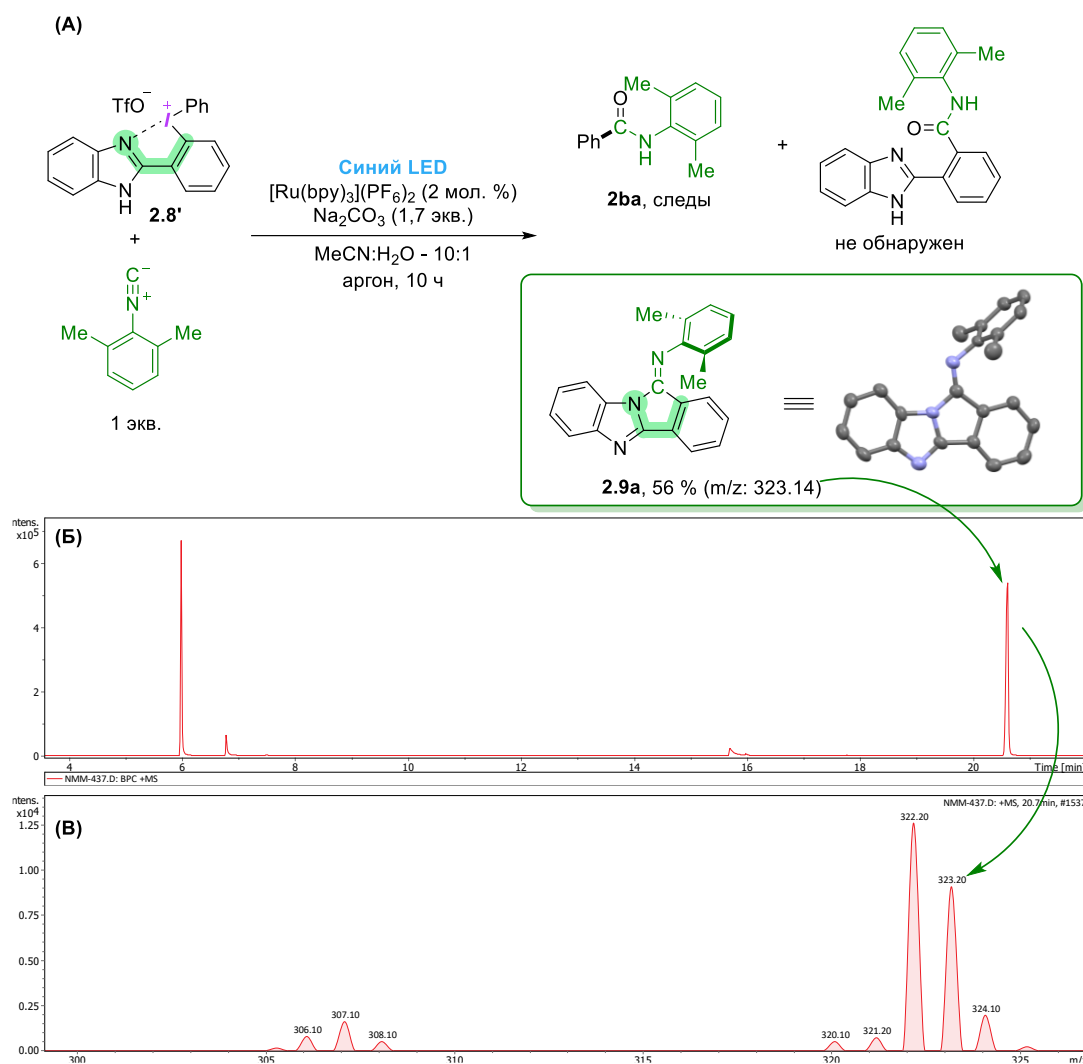 (А)
TfO−
+
I
Ph
N
N
H
2.8'
+
C−
N+
Me
Me
1 экв.
Синий LED
[Ru(bpy)3](PF6)2 (2 мол. %)
Na2CO3 (1,7 экв.)
MeCN:H2O - 10:1
аргон, 10 ч
Me
O
C
Ph
N
H
Me
2ba, следы
+
Me
Me
NH
O
C
N
N
H
не обнаружен
Me
N
Me
C
N
N
2.9a, 56 % (m/z: 323.14)
ntens.
x10^5
(Б)
6
4
2
0
4 6 8 10 12 14 16 18 20 Time [min]
NMM-437.D: BPC +MS
ntens.
x10^4
NMM-437.D: +MS, 20.7min, #1537
(В)
1.25
1.00
0.75
0.50
0.25
0.00
322.20
323.20
306.10
307.10
308.10
320.10
321.20
324.10
300 305 310 315 320 325 m/